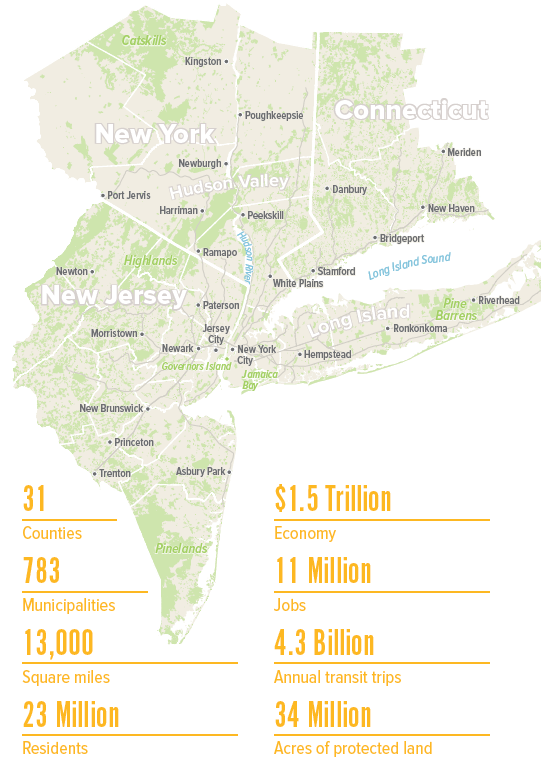 Catskills
Kingston
Poughkeepsie
Connecticut
New York
Meriden
Newburgh
Hudson Valley
Danbury
Port Jervis
Harriman
Peekskill
New Haven
Hudson River
Bridgeport
Ramapo
Highlands
Long Island Sound
Newton
Stamford
White Plains
New Jersey
Paterson
Pine
Barrens
Riverhead
Long Island
Morristown
Jersey
City
Ronkonkoma
Newark
New York
City
Hempstead
Governors Island
Jamaica
Bay
New Brunswick
Princeton
Trenton
Asbury Park
Pinelands
31
Counties
783
Municipalities
13,000
Square miles
23 Million
Residents
$1.5 Trillion
Economy
11 Million
Jobs
4.3 Billion
Annual transit trips
34 Million
Acres of protected land